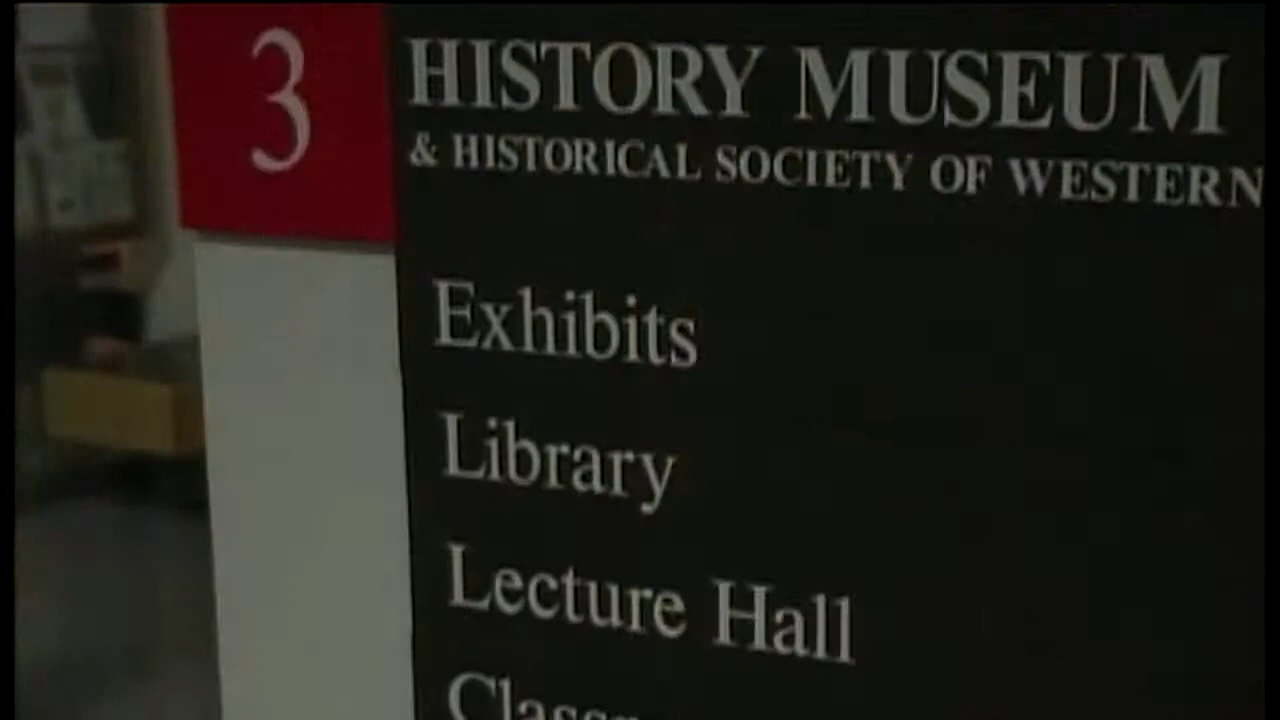 3
HISTORY MUSEUM
& HISTORICAL SOCIETY OF WESTERN
Exhibits
Library
Lecture Hall